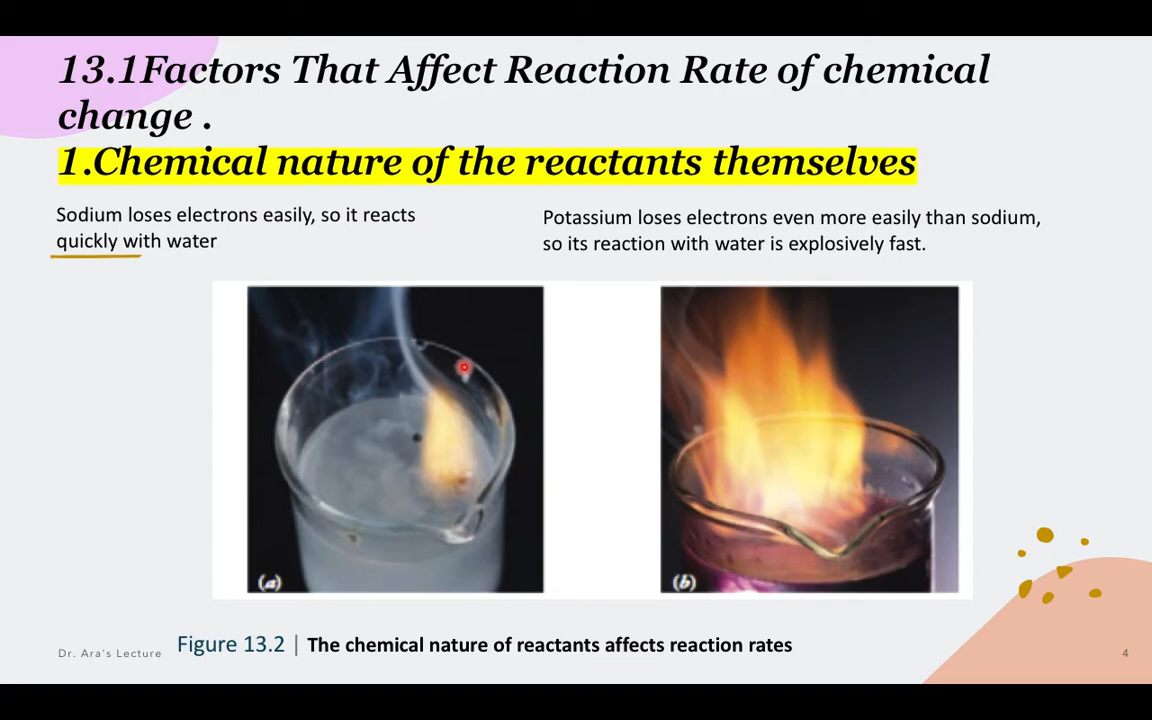 13.1Factors That Affect Reaction Rate of chemical
change .
1.Chemical nature of the reactants themselves
Sodium loses electrons easily, so it reacts
quickly with water
Potassium loses electrons even more easily than sodium,
so its reaction with water is explosively fast.
(a)
(b)
Figure 13.2 | The chemical nature of reactants affects reaction rates
Dr. Ara's Lecture
4